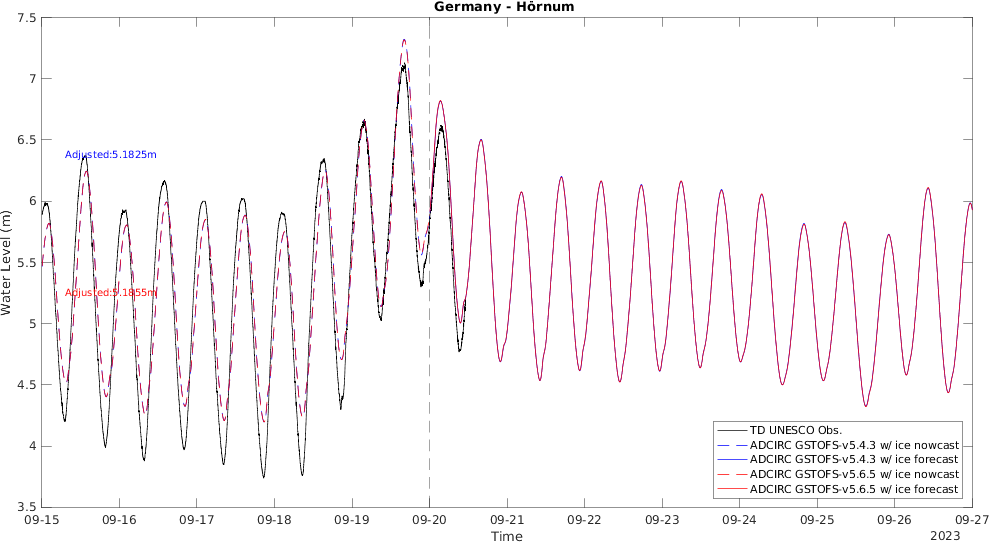 Germany - Hörnum
7.5
7
6.5
6
5.5
5
4.5
4
3.5
Water Level (m)
Adjusted:5.1825m
Adjusted:5.1855m
TD UNESCO Obs.
ADCIRC GSTOFS-v5.4.3 w/ ice nowcast
ADCIRC GSTOFS-v5.4.3 w/ ice forecast
ADCIRC GSTOFS-v5.6.5 w/ ice nowcast
ADCIRC GSTOFS-v5.6.5 w/ ice forecast
09-15 09-16 09-17 09-18 09-19 09-20 09-21 09-22 09-23 09-24 09-25 09-26 09-27
Time
2023